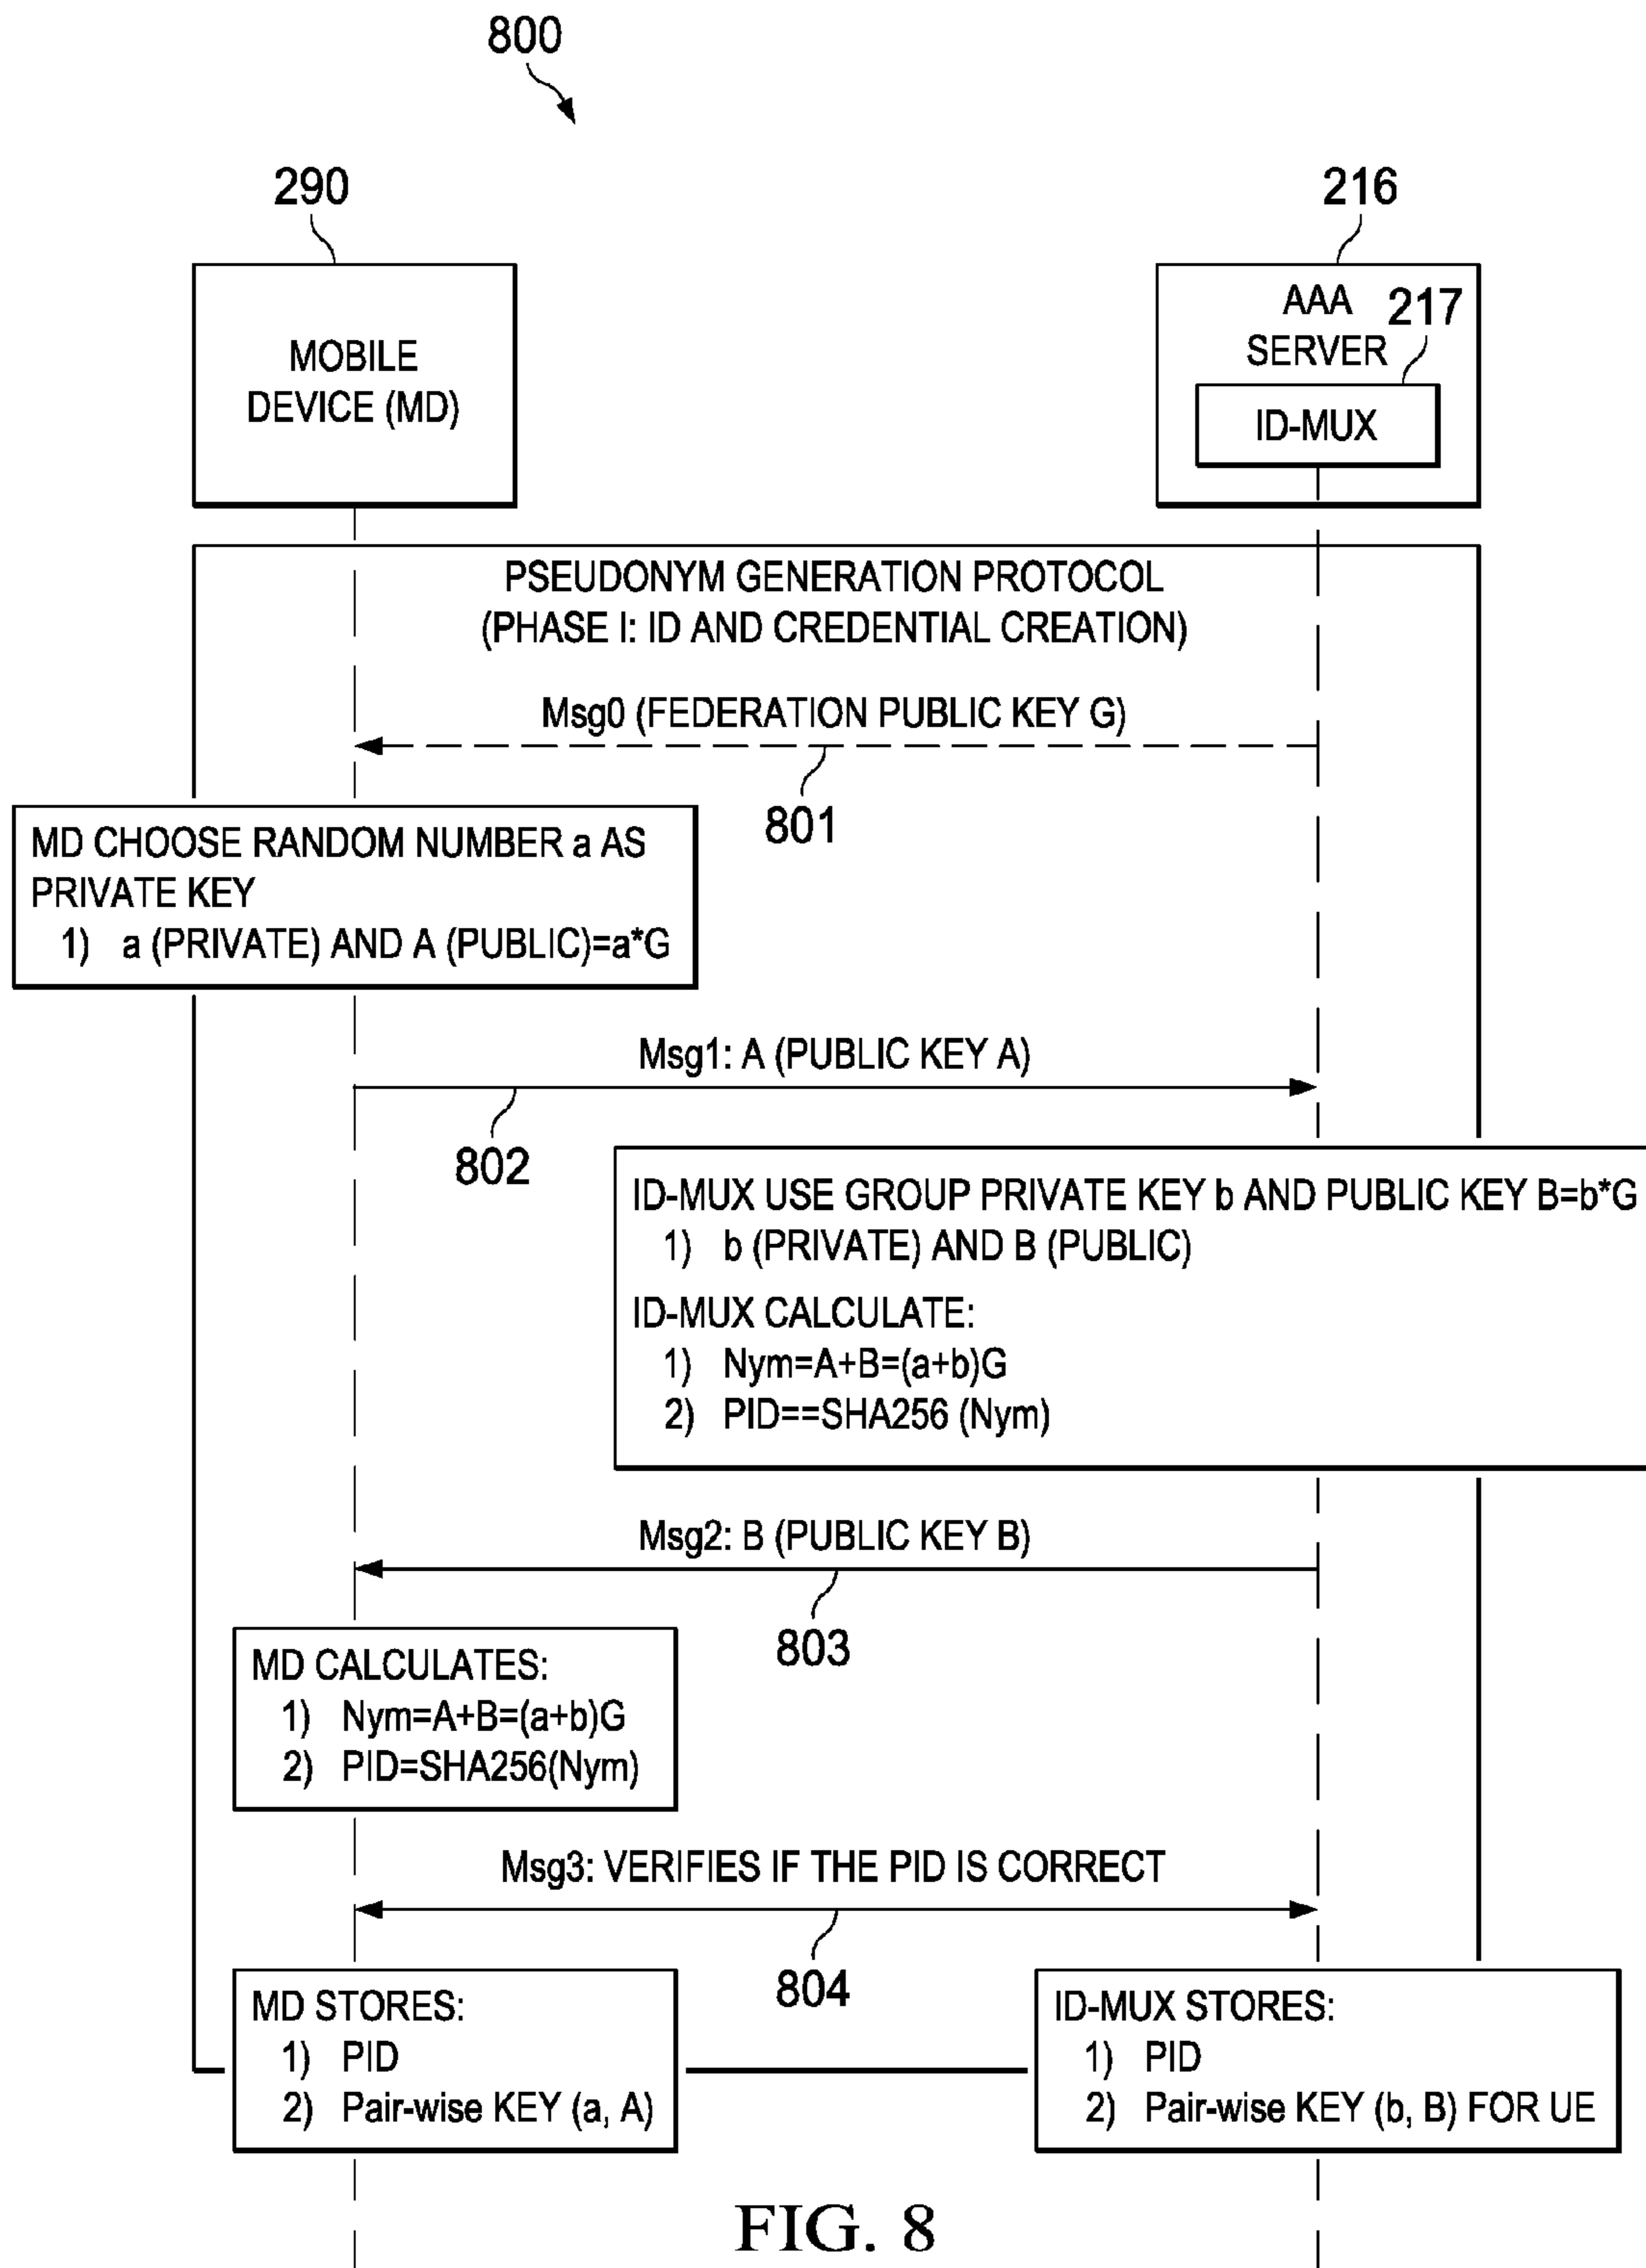 800
290
216
MOBILE
DEVICE (MD)
AAA
SERVER
217
ID-MUX
PSEUDONYM GENERATION PROTOCOL
(PHASE I: ID AND CREDENTIAL CREATION)
Msg0 (FEDERATION PUBLIC KEY G)
801
MD CHOOSE RANDOM NUMBER a AS
PRIVATE KEY
1) a (PRIVATE) AND A (PUBLIC)=a*G
Msg1: A (PUBLIC KEY A)
802
ID-MUX USE GROUP PRIVATE KEY b AND PUBLIC KEY B=b*G
1) b (PRIVATE) AND B (PUBLIC)
ID-MUX CALCULATE:
1) Nym=A+B=(a+b)G
2) PID==SHA256 (Nym)
Msg2: B (PUBLIC KEY B)
803
MD CALCULATES:
1) Nym=A+B=(a+b)G
2) PID=SHA256(Nym)
Msg3: VERIFIES IF THE PID IS CORRECT
804
MD STORES:
1) PID
2) Pair-wise KEY (a, A)
ID-MUX STORES:
1) PID
2) Pair-wise KEY (b, B) FOR UE
FIG. 8